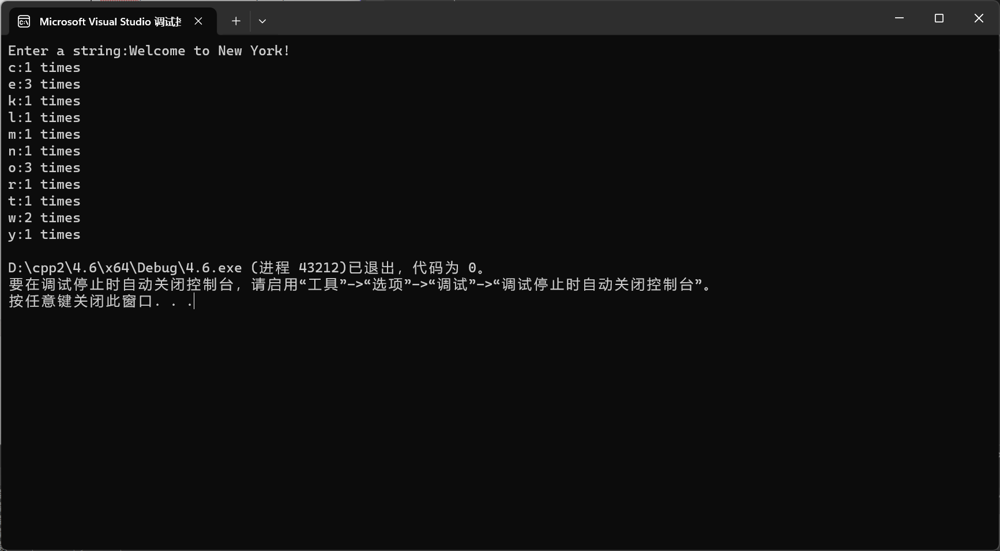 Microsoft Visual Studio 调试
Enter a string:Welcome to New York!
c:1 times
e:3 times
k:1 times
l:1 times
m:1 times
n:1 times
o:3 times
r:1 times
t:1 times
w:2 times
y:1 times
D:\cpp2\4.6\x64\Debug\4.6.exe (进程 43212)已退出，代码为 0。
要在调试停止时自动关闭控制台，请启用“工具”->“选项”->“调试”->“调试停止时自动关闭控制台”。
按任意键关闭此窗口. . .